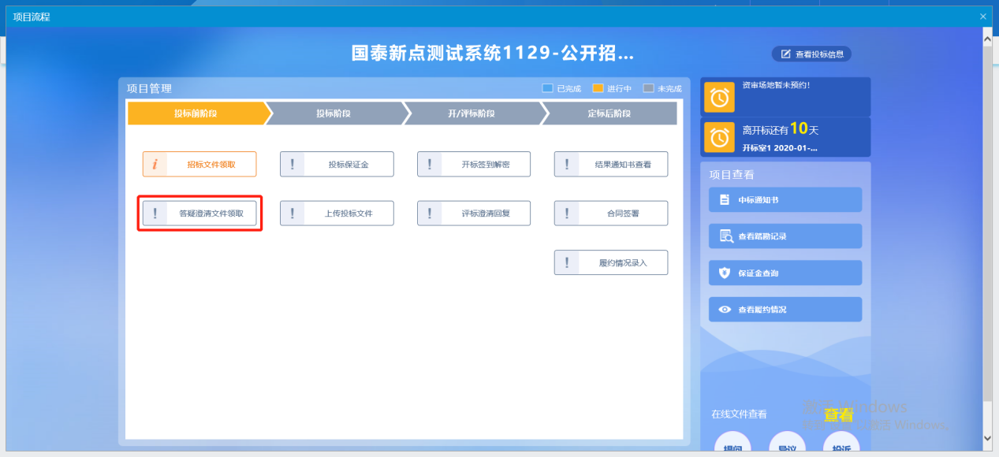 项目流程
国泰新点测试系统1129-公开招...
查看投标信息
项目管理
已完成 进行中 未完成
投标前阶段 投标阶段 开/评标阶段 定标后阶段
招标文件领取 投标保证金 开标签到解密 结果通知书查看
答疑澄清文件领取 上传投标文件 评标澄清回复 合同签署
履约情况录入
资审场地暂未预约!
离开标还有10天
开标室1 2020-01-...
项目查看
中标通知书
查看踏勘记录
保证金查询
查看履约情况
在线文件查看 查看
提问 异议 投诉
激活 Windows